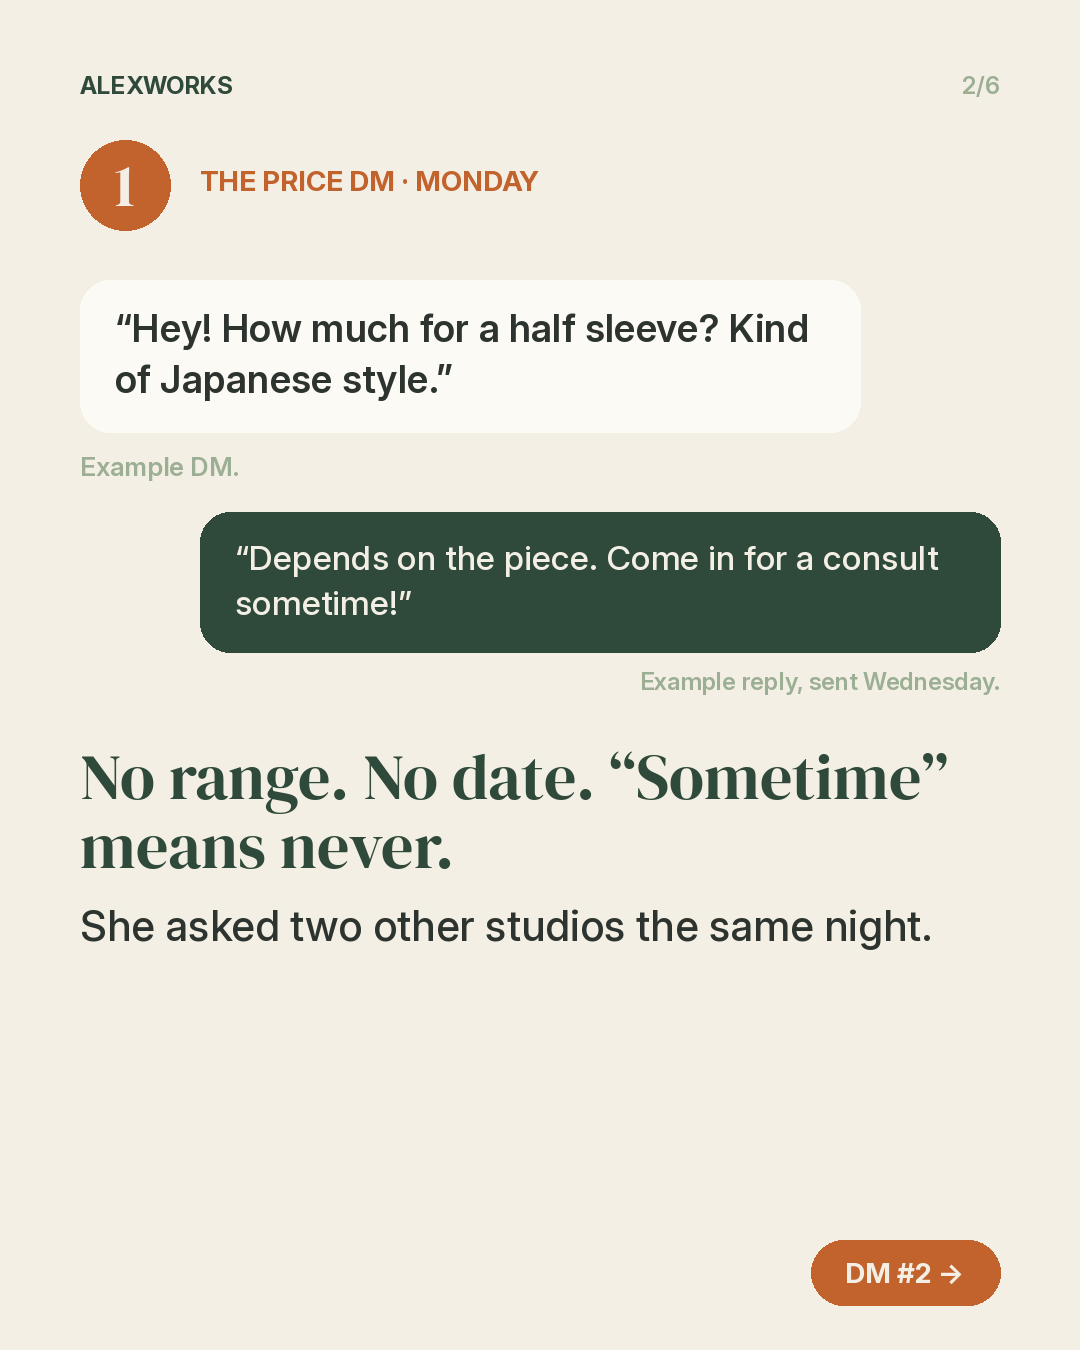 ALEXWORKS
2/6
1
THE PRICE DM · MONDAY
“Hey! How much for a half sleeve? Kind
of Japanese style.”
Example DM.
“Depends on the piece. Come in for a consult
sometime!”
Example reply, sent Wednesday.
No range. No date. “Sometime”
means never.
She asked two other studios the same night.
DM #2 →